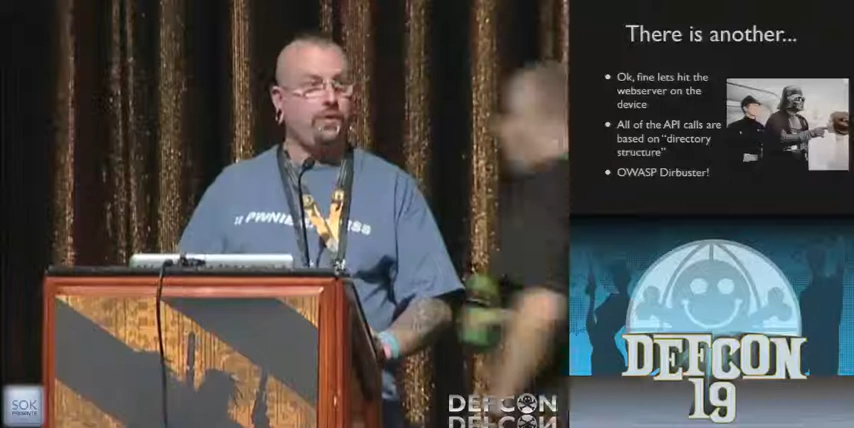 There is another...
• Ok, fine lets hit the
webserver on the
device
• All of the API calls are
based on "directory
structure"
• OWASP Dirbuster!
DEFCON
19
DEFCON
SOK